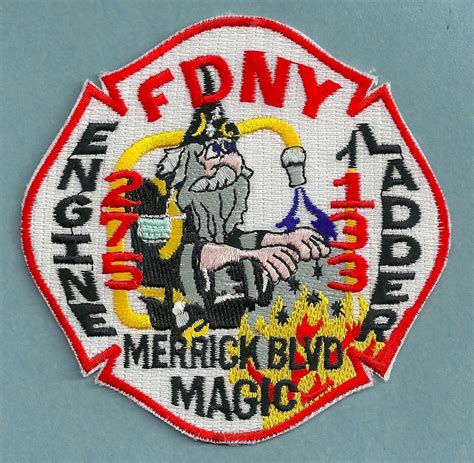 FDNY
ENGINE
275
LADDER
133
MERRICK BLVD
MAGIC